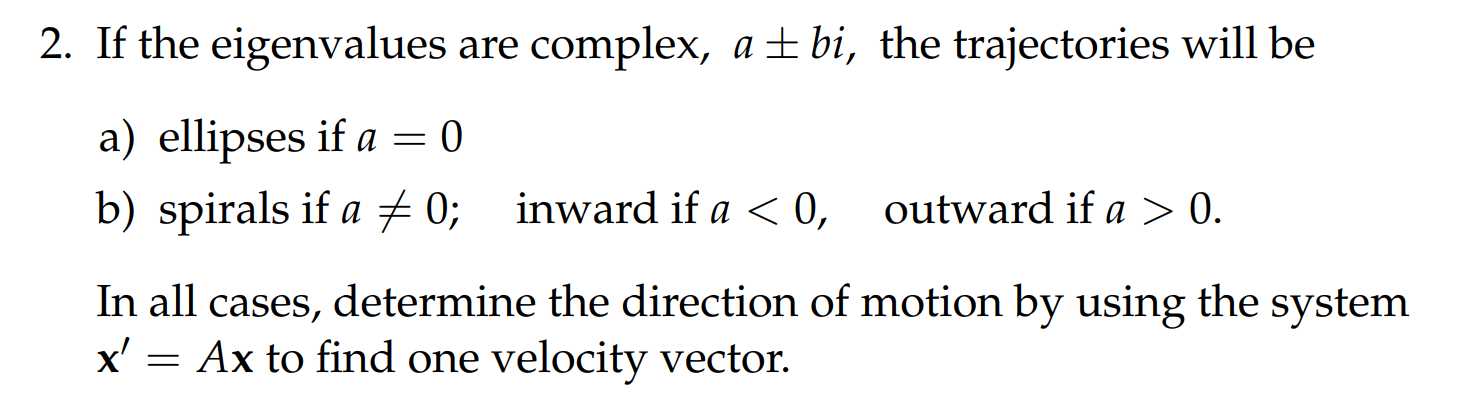 2. If the eigenvalues are complex, a ± bi, the trajectories will be
a) ellipses if a = 0
b) spirals if a ≠ 0; inward if a < 0, outward if a > 0.
In all cases, determine the direction of motion by using the system
x′ = Ax to find one velocity vector.